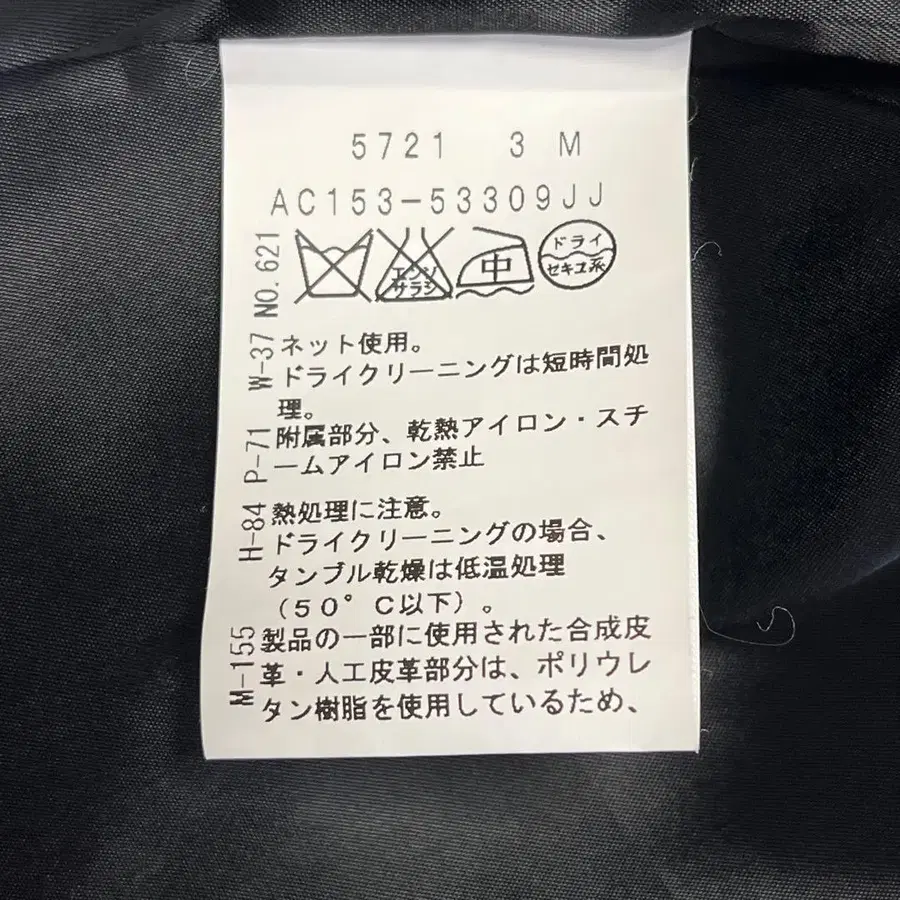 5721 3 M
AC153-53309JJ
NO.621
エンソ
サラシ
中
ドライ
セキユ系
W-37
ネット使用。
ドライクリーニングは短時間処
理。
P-71
附属部分、乾熱アイロン・スチ
ームアイロン禁止
H-84
熱処理に注意。
ドライクリーニングの場合、
タンブル乾燥は低温処理
(50°C以下)。
M-155
製品の一部に使用された合成皮
革・人工皮革部分は、ポリウレ
タン樹脂を使用しているため、